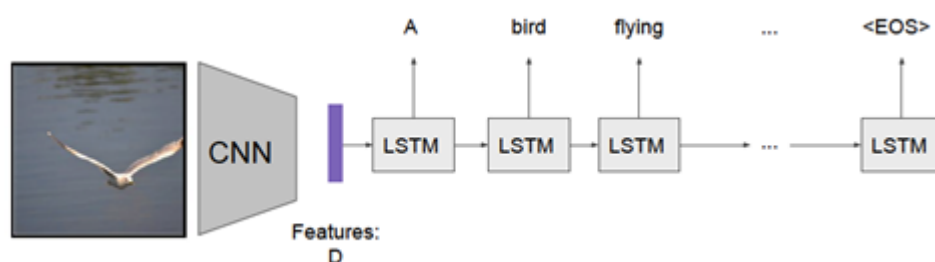 A bird flying ... <EOS>
CNN
LSTM LSTM LSTM ... LSTM
Features:
D